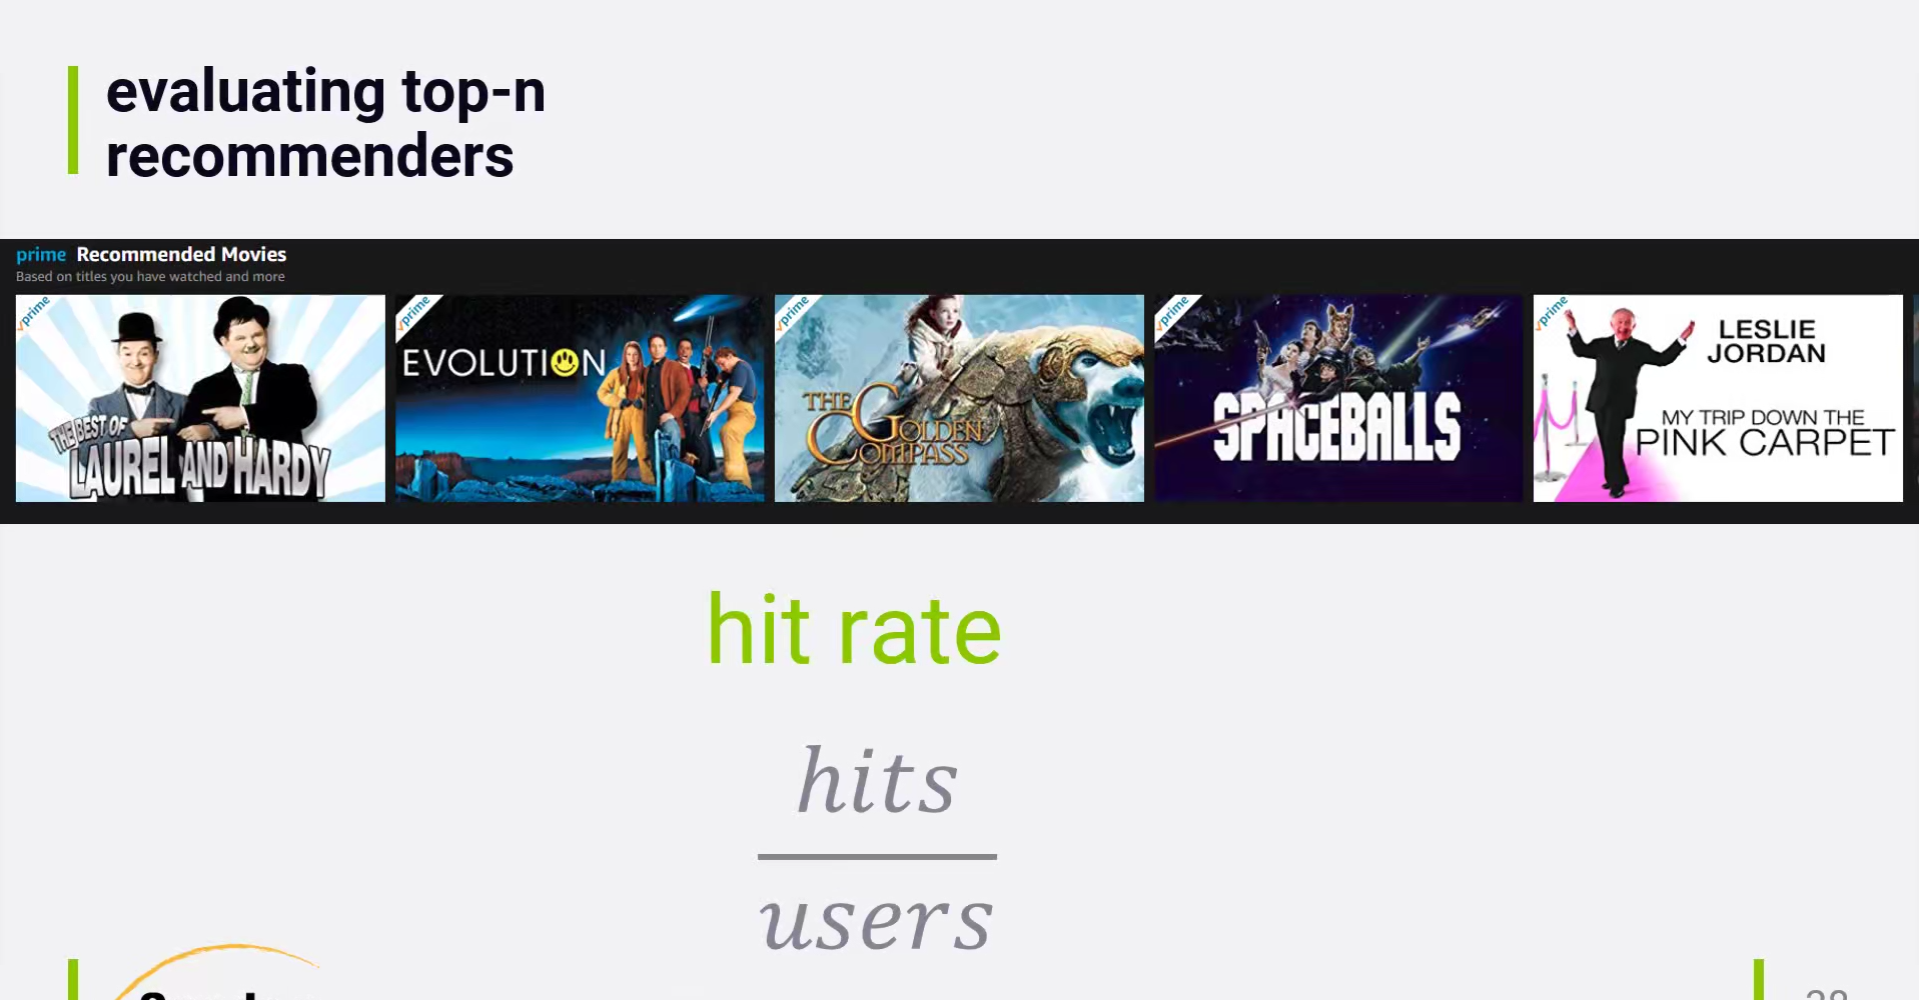 evaluating top-n
recommenders
prime Recommended Movies
Based on titles you have watched and more
prime
THE BEST OF
LAUREL AND HARDY
prime
EVOLUTION
prime
THE GOLDEN
COMPASS
prime
SPACEBALLS
prime
LESLIE
JORDAN
MY TRIP DOWN THE
PINK CARPET
hit rate
hits
users